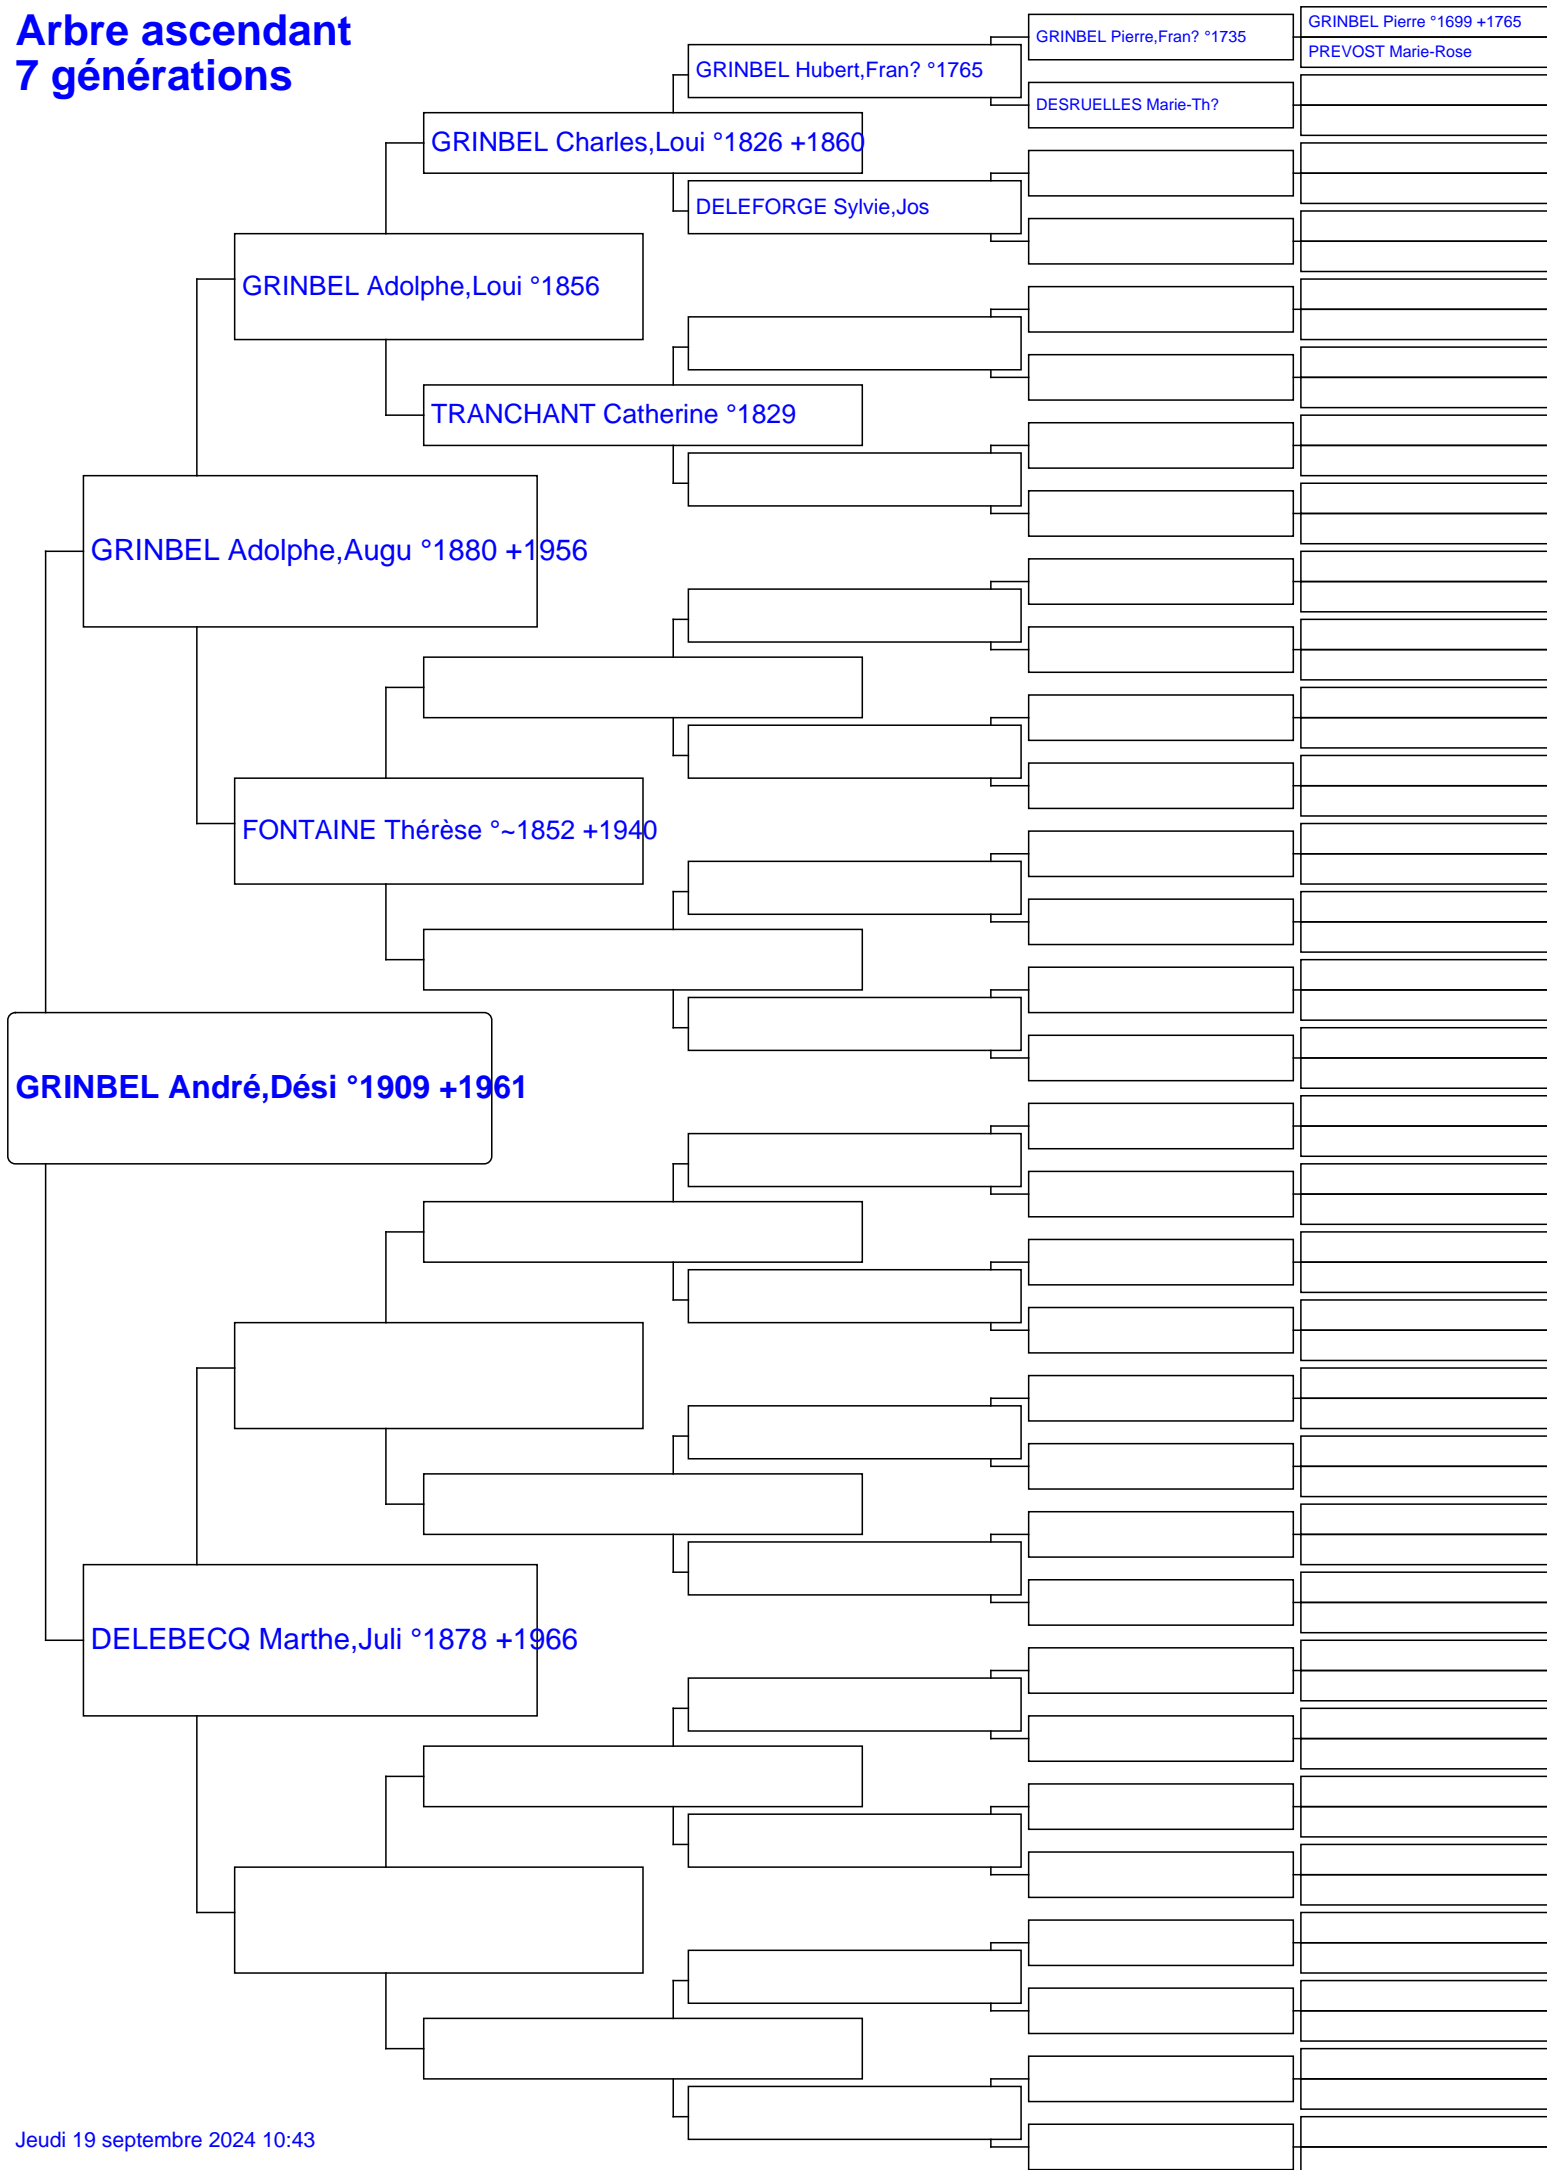 Arbre ascendant
7 générations
GRINBEL Pierre °1699 +1765
GRINBEL Pierre,Fran? °1735
PREVOST Marie-Rose
GRINBEL Hubert,Fran? °1765
DESRUELLES Marie-Th?
GRINBEL Charles,Loui °1826 +1860
DELEFORGE Sylvie,Jos
GRINBEL Adolphe,Loui °1856
TRANCHANT Catherine °1829
GRINBEL Adolphe,Augu °1880 +1956
FONTAINE Thérèse °~1852 +1940
GRINBEL André,Dési °1909 +1961
DELEBECQ Marthe,Juli °1878 +1966
Jeudi 19 septembre 2024 10:43